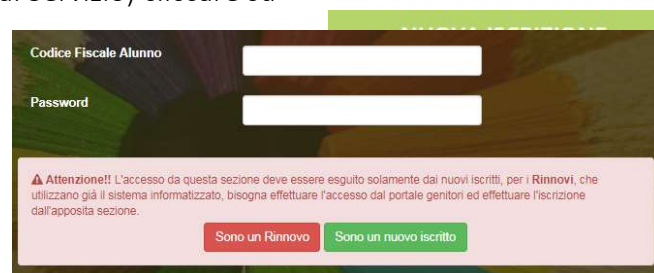 Codice Fiscale Alunno
Password
Attenzione!! L'accesso da questa sezione deve essere esguito solamente dai nuovi iscritti, per i Rinnovi, che
utilizzano già il sistema informatizzato, bisogna effettuare l'accesso dal portale genitori ed effettuare l'iscrizione
dall'apposita sezione.
Sono un Rinnovo Sono un nuovo iscritto